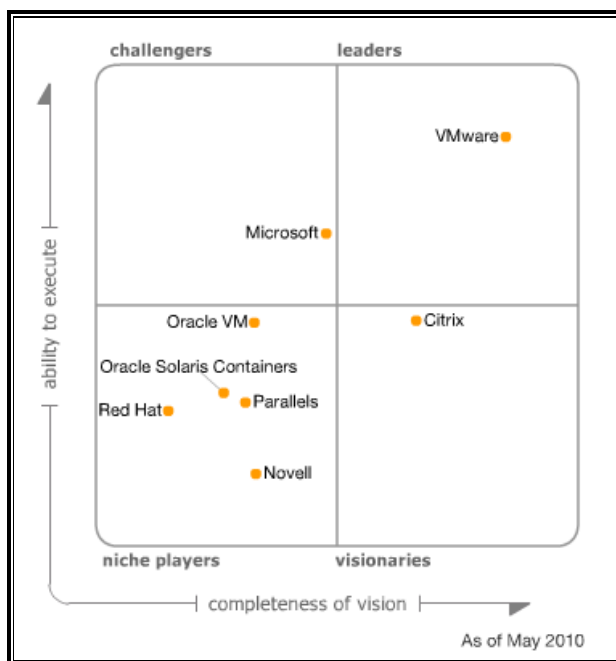 challengers
leaders
VMware
Microsoft
Oracle VM
Citrix
Oracle Solaris Containers
Parallels
Red Hat
Novell
niche players
visionaries
ability to execute
completeness of vision
As of May 2010